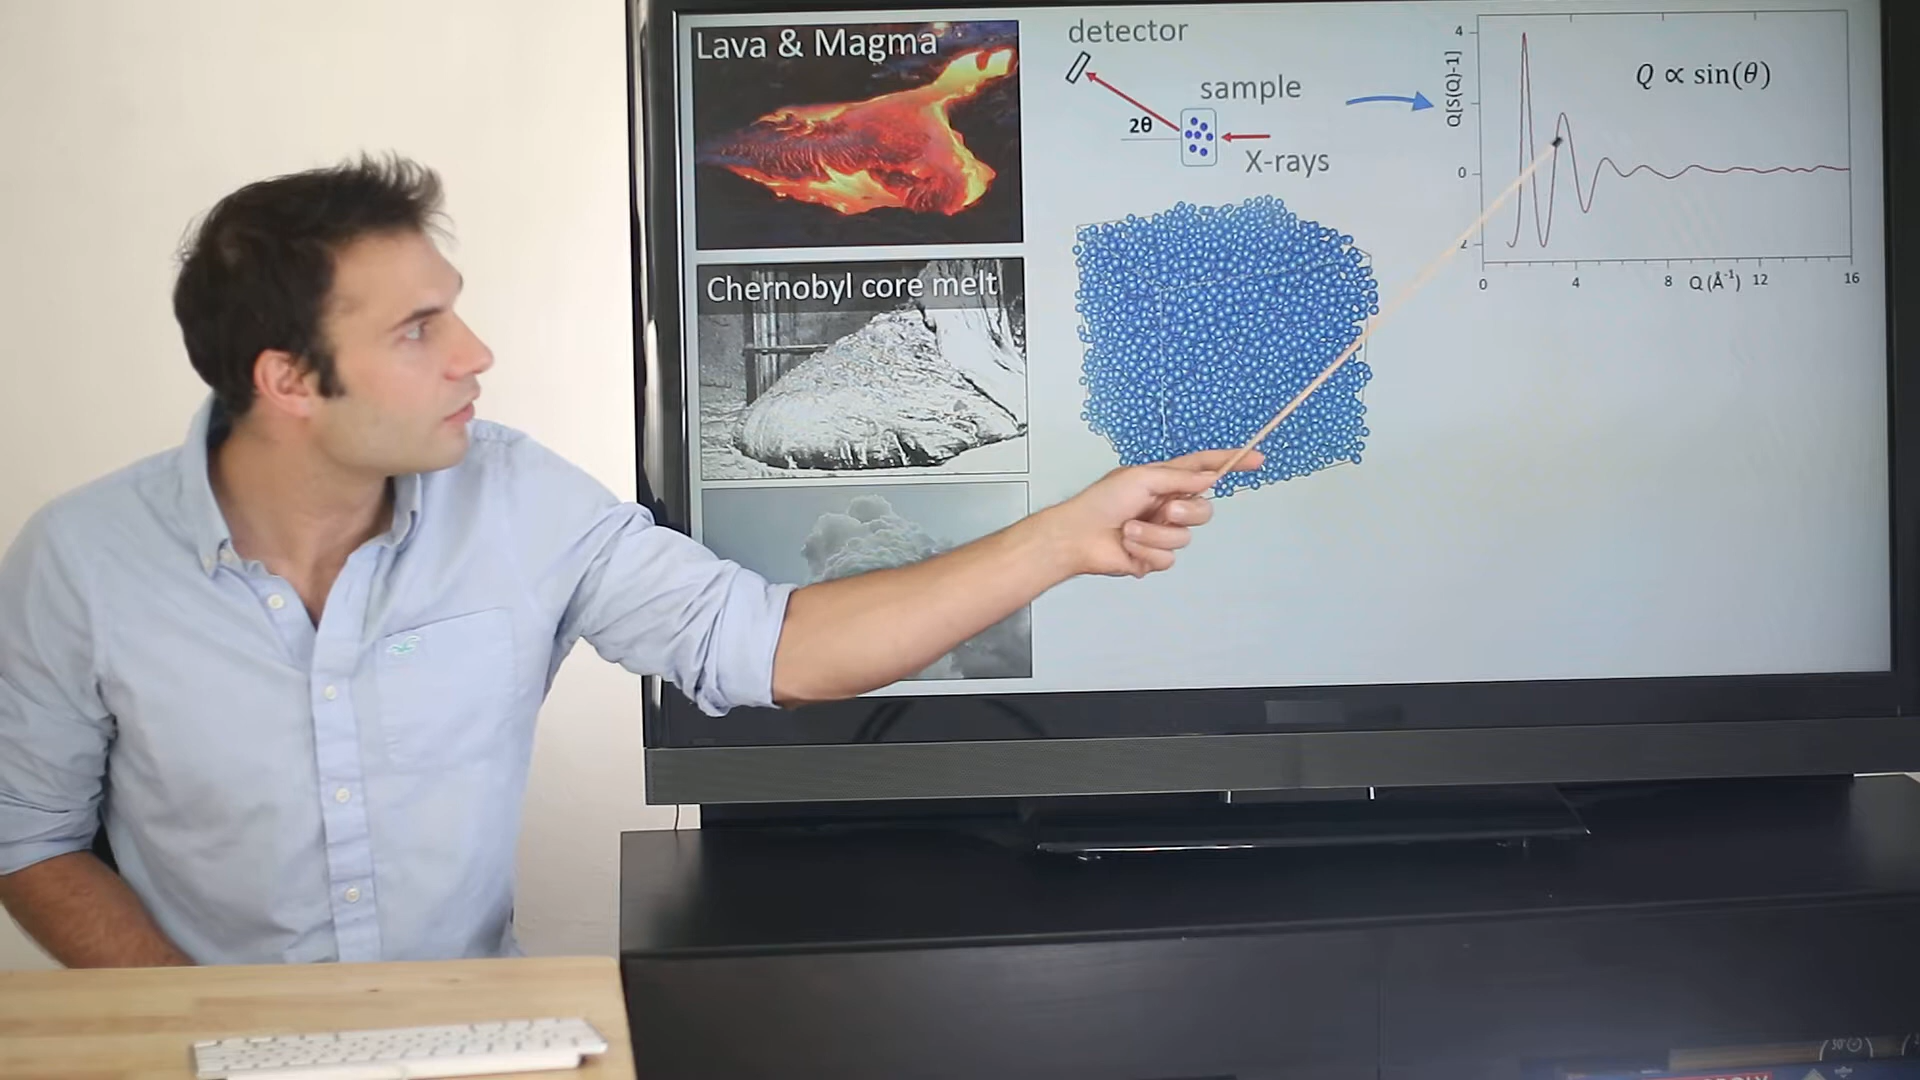 Lava & Magma
Chernobyl core melt
detector
sample
2θ
X-rays
Q[S(Q)-1]
4
0
2
Q ∝ sin(θ)
0
4
8
Q (Å⁻¹)
12
16